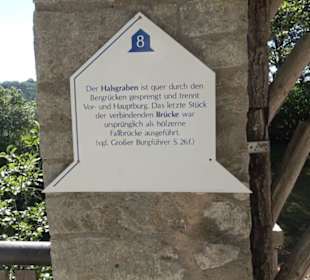 8
Der Halsgraben ist quer durch den
Bergrücken gesprengt und trennt
Vor- und Hauptburg. Das letzte Stück
der verbindenden Brücke war
ursprünglich als hölzerne
Fallbrücke ausgeführt.
(vgl. Großer Burgführer S. 26f.)